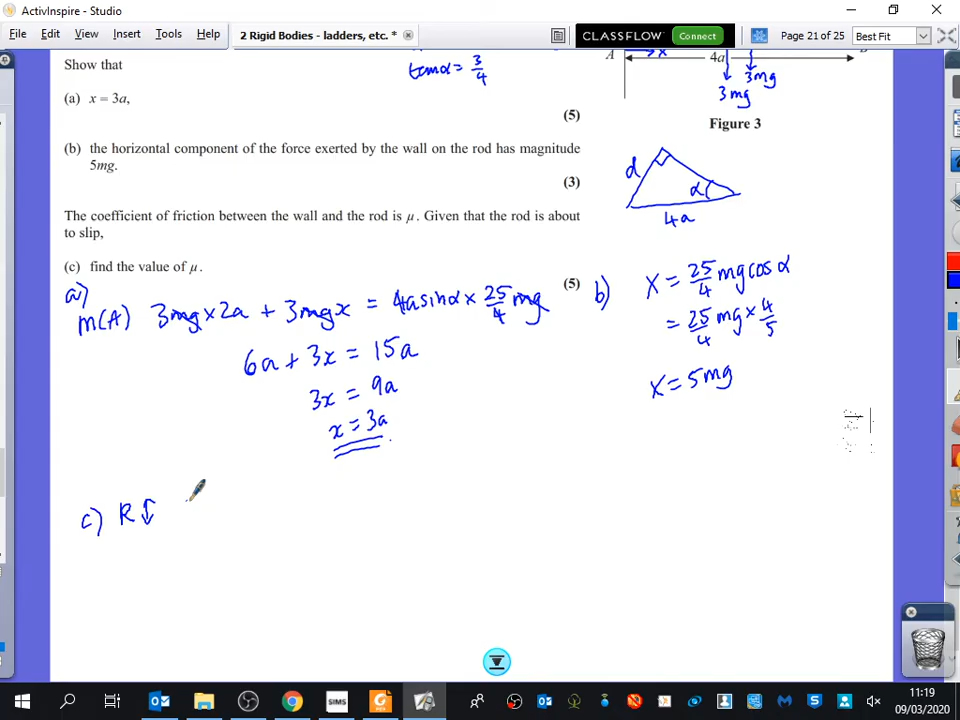 ActivInspire - Studio
File Edit View Insert Tools Help
2 Rigid Bodies - ladders, etc. *
CLASSFLOW Connect
Page 21 of 25
Best Fit
Show that
tanα = 3/4
A x 4a
3mg
3mg
(a) x = 3a,
(5)
Figure 3
(b) the horizontal component of the force exerted by the wall on the rod has magnitude
5mg.
(3)
d α
4a
The coefficient of friction between the wall and the rod is μ. Given that the rod is about
to slip,
(c) find the value of μ.
(5)
a)
m(A) 3mg×2a + 3mgx = 4asinα × 25/4 mg
6a + 3x = 15a
3x = 9a
x = 3a
b) X = 25/4 mgcosα
= 25/4 mg × 4/5
X = 5mg
c) R↕
SIMS
11:19
09/03/2020